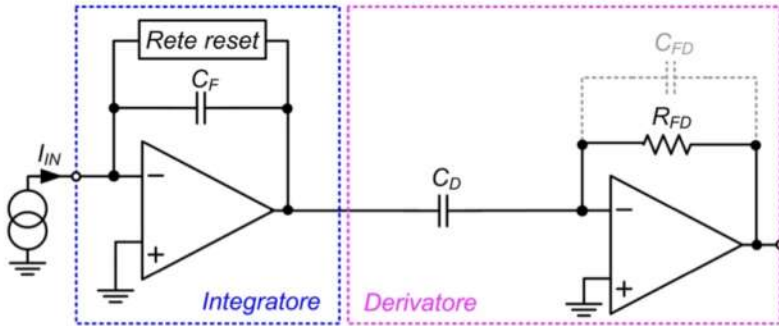 Rete reset
C_F
I_IN
−
+
Integratore
C_D
C_FD
R_FD
−
+
Derivatore